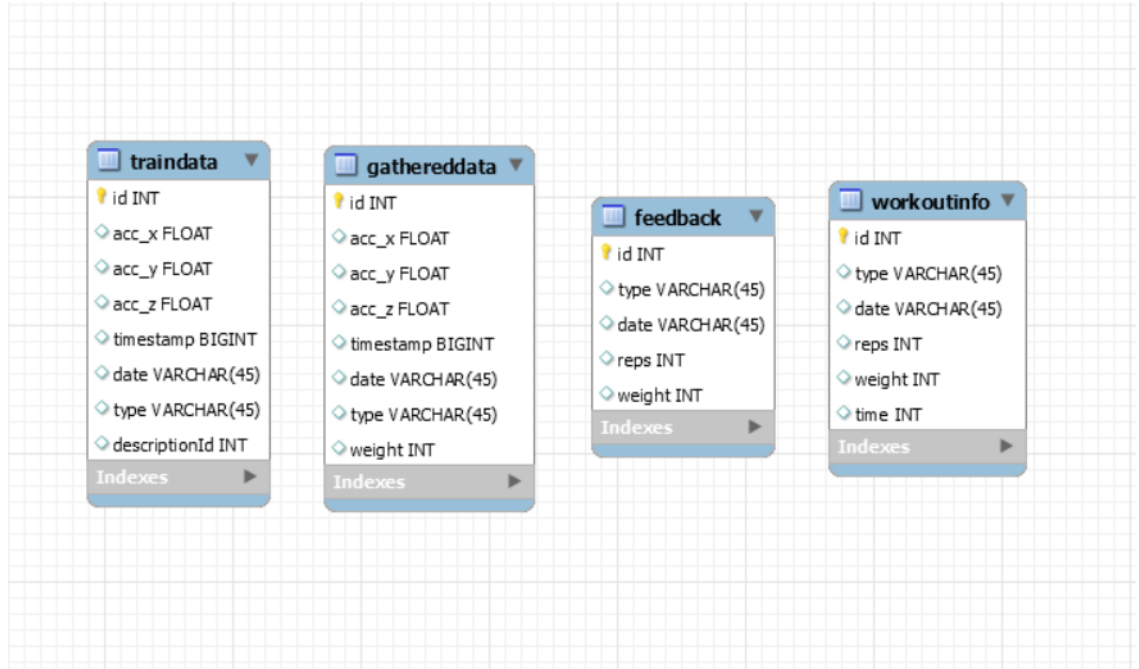 traindata
id INT
acc_x FLOAT
acc_y FLOAT
acc_z FLOAT
timestamp BIGINT
date VARCHAR(45)
type VARCHAR(45)
descriptionId INT
Indexes
gathereddata
id INT
acc_x FLOAT
acc_y FLOAT
acc_z FLOAT
timestamp BIGINT
date VARCHAR(45)
type VARCHAR(45)
weight INT
Indexes
feedback
id INT
type VARCHAR(45)
date VARCHAR(45)
reps INT
weight INT
Indexes
workoutinfo
id INT
type VARCHAR(45)
date VARCHAR(45)
reps INT
weight INT
time INT
Indexes